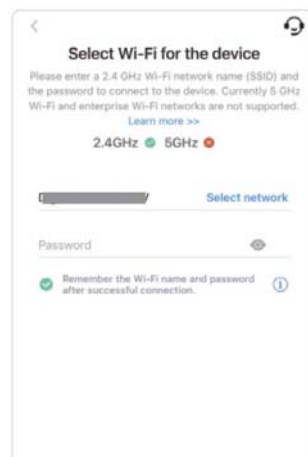 Select Wi-Fi for the device
Please enter a 2.4 GHz Wi-Fi network name (SSID) and
the password to connect to the device. Currently 5 GHz
Wi-Fi and enterprise Wi-Fi networks are not supported.
Learn more >>
2.4GHz 5GHz
Select network
Password
Remember the Wi-Fi name and password
after successful connection.